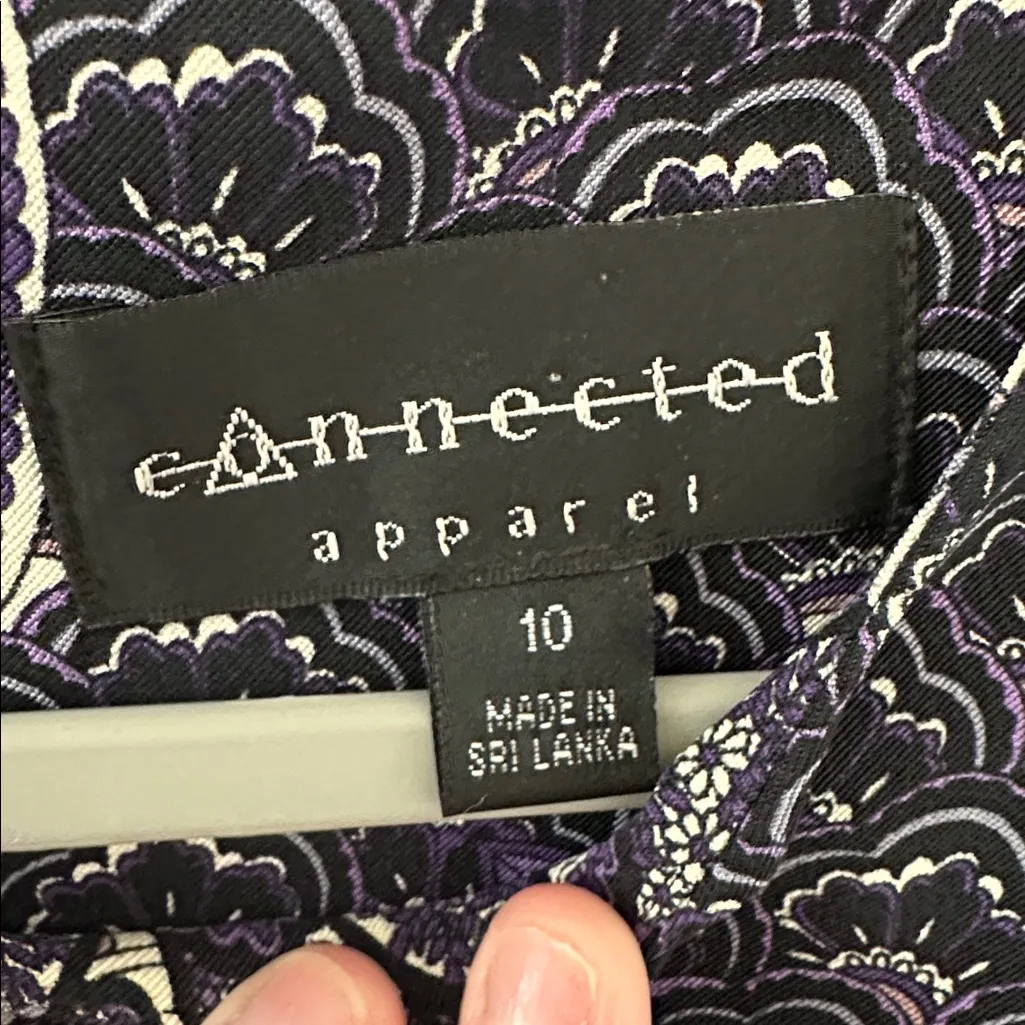 connected
apparel
10
MADE IN
SRI LANKA